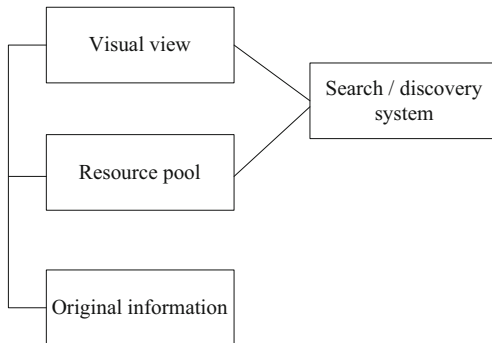 Visual view
Search / discovery
system
Resource pool
Original information